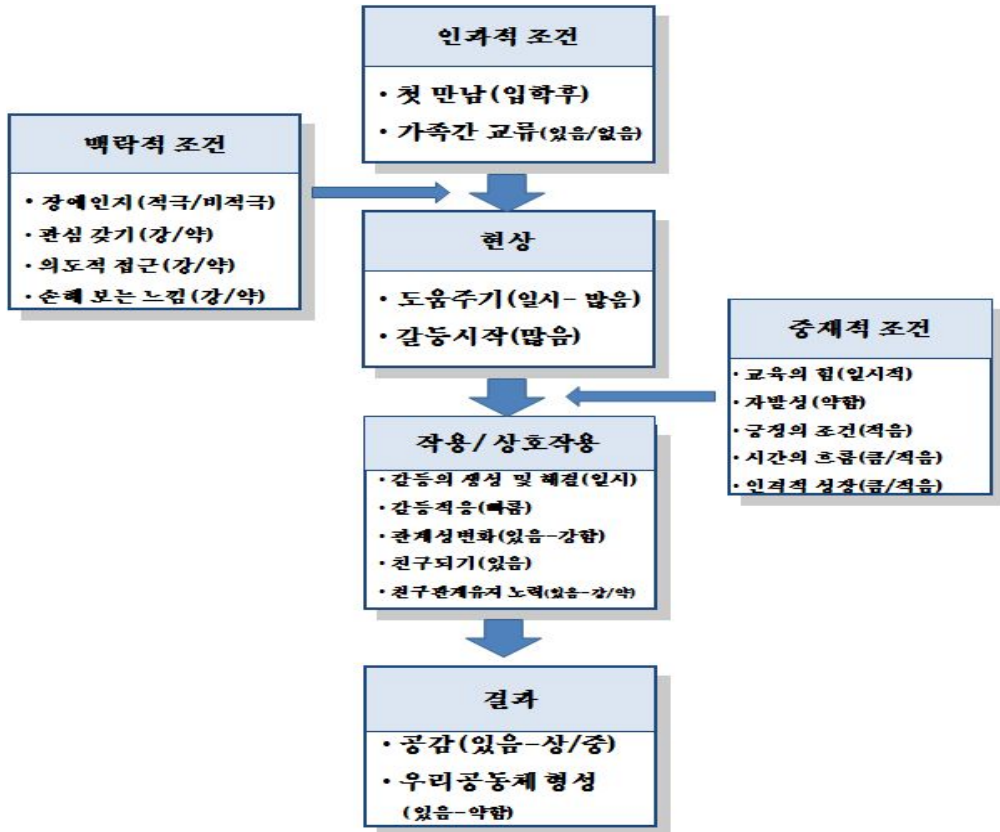 인과적 조건
• 첫 만남(입학후)
• 가족간 교류(있음/없음)
맥락적 조건
• 장애인지(적극/비적극)
• 관심 갖기(강/약)
• 의도적 접근(강/약)
• 손해 보는 느낌(강/약)
현상
• 도움주기(일시- 많음)
• 갈등시작(많음)
중재적 조건
• 교육의 힘(일시적)
• 자발성(약함)
• 긍정의 조건(적음)
• 시간의 흐름(큼/적음)
• 인격적 성장(큼/적음)
작용/ 상호작용
• 갈등의 생성 및 해결(일시)
• 갈등적응(빠름)
• 관계성변화(있음-강함)
• 친구되기(있음)
• 친구관계유지 노력(있음-강/약)
결과
• 공감(있음-상/중)
• 우리공동체 형성
(있음-약함)